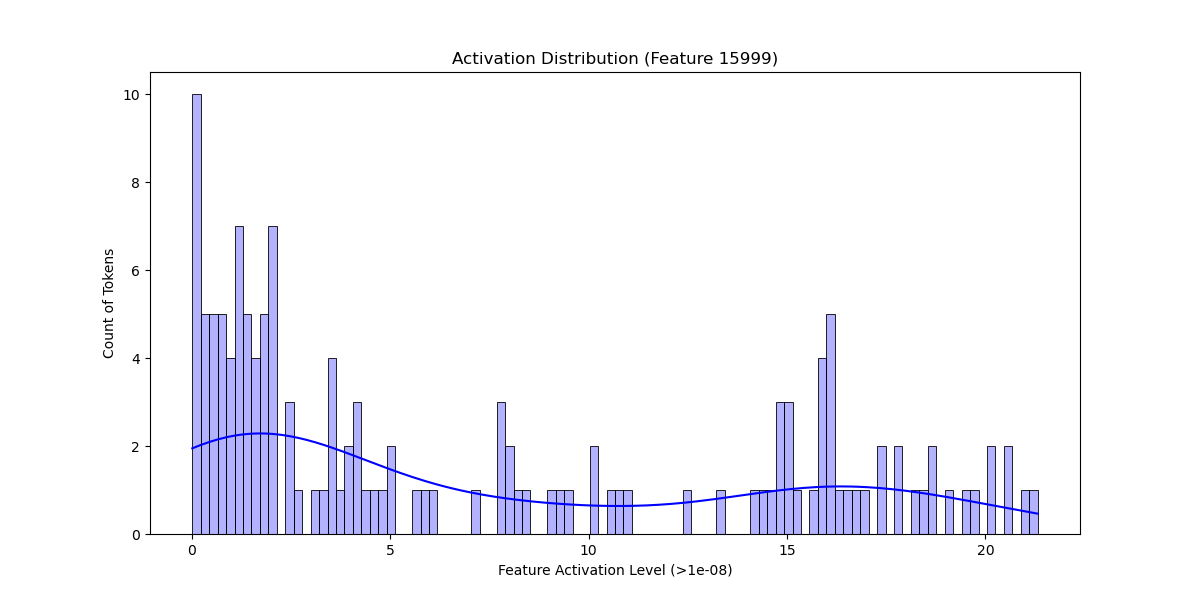 Activation Distribution (Feature 15999)
10
8
6
4
2
0
Count of Tokens
0 5 10 15 20
Feature Activation Level (>1e-08)